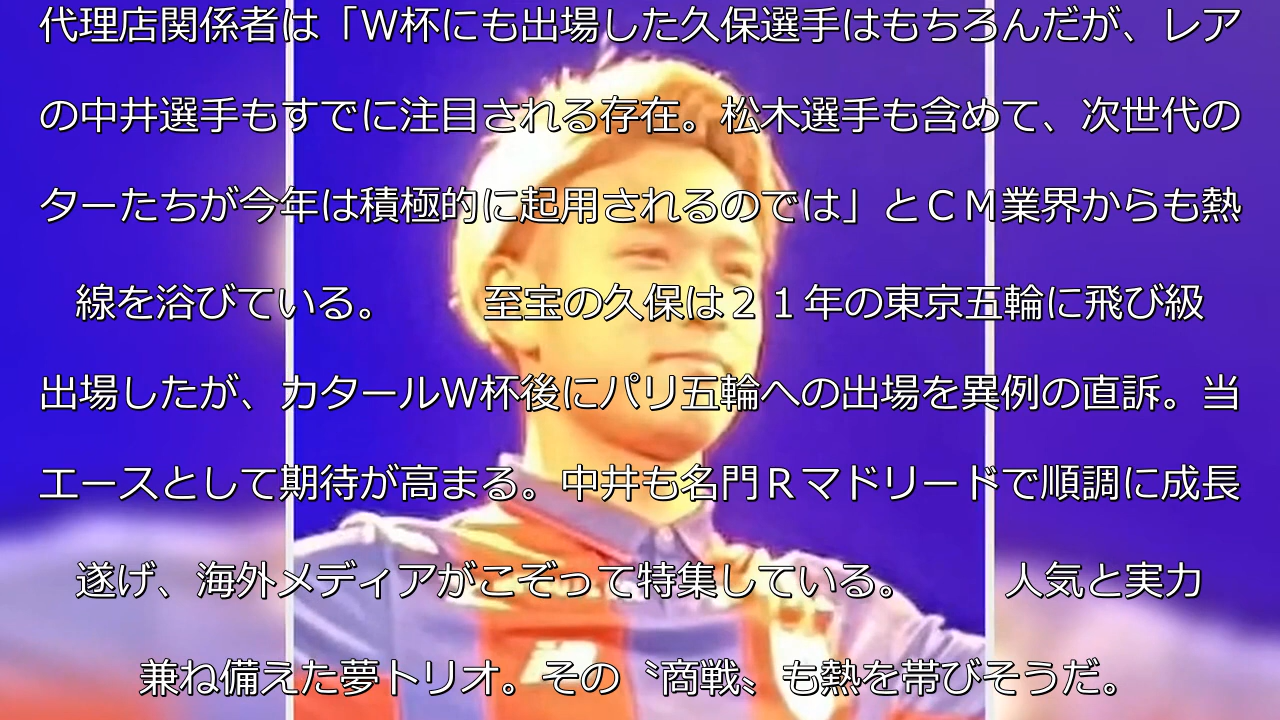 代理店関係者は「Ｗ杯にも出場した久保選手はもちろんだが、レア
の中井選手もすでに注目される存在。松木選手も含めて、次世代の
ターたちが今年は積極的に起用されるのでは」とＣＭ業界からも熱
線を浴びている。　　至宝の久保は２１年の東京五輪に飛び級
出場したが、カタールＷ杯後にパリ五輪への出場を異例の直訴。当
エースとして期待が高まる。中井も名門Ｒマドリードで順調に成長
遂げ、海外メディアがこぞって特集している。　　人気と実力
兼ね備えた夢トリオ。その〝商戦〟も熱を帯びそうだ。